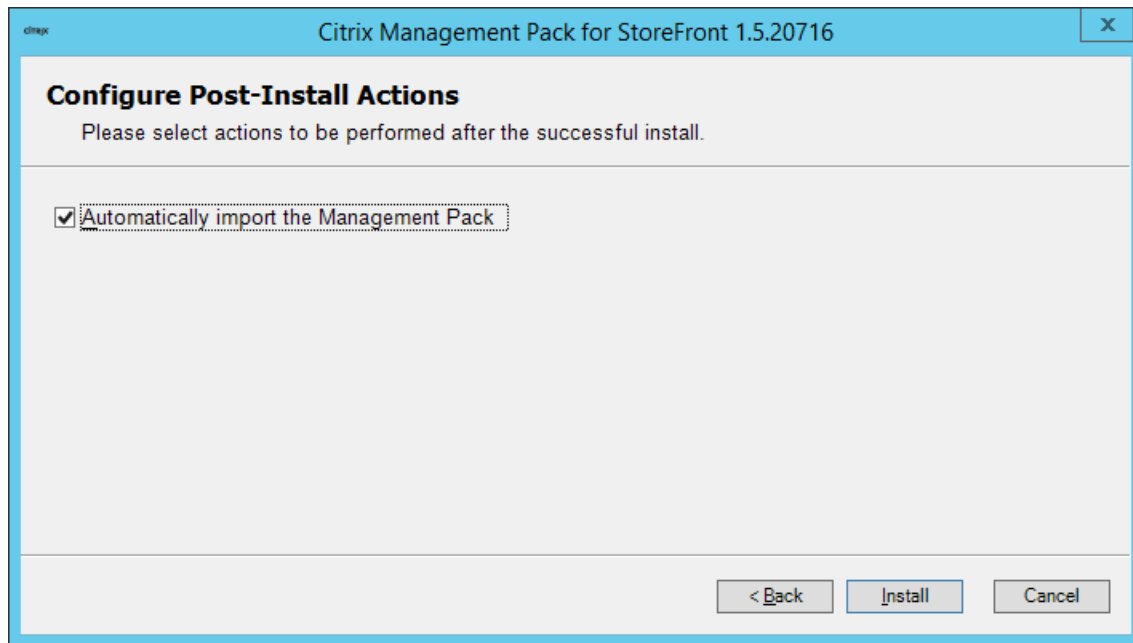 citrix
Citrix Management Pack for StoreFront 1.5.20716
x
Configure Post-Install Actions
Please select actions to be performed after the successful install.
Automatically import the Management Pack
< Back
Install
Cancel